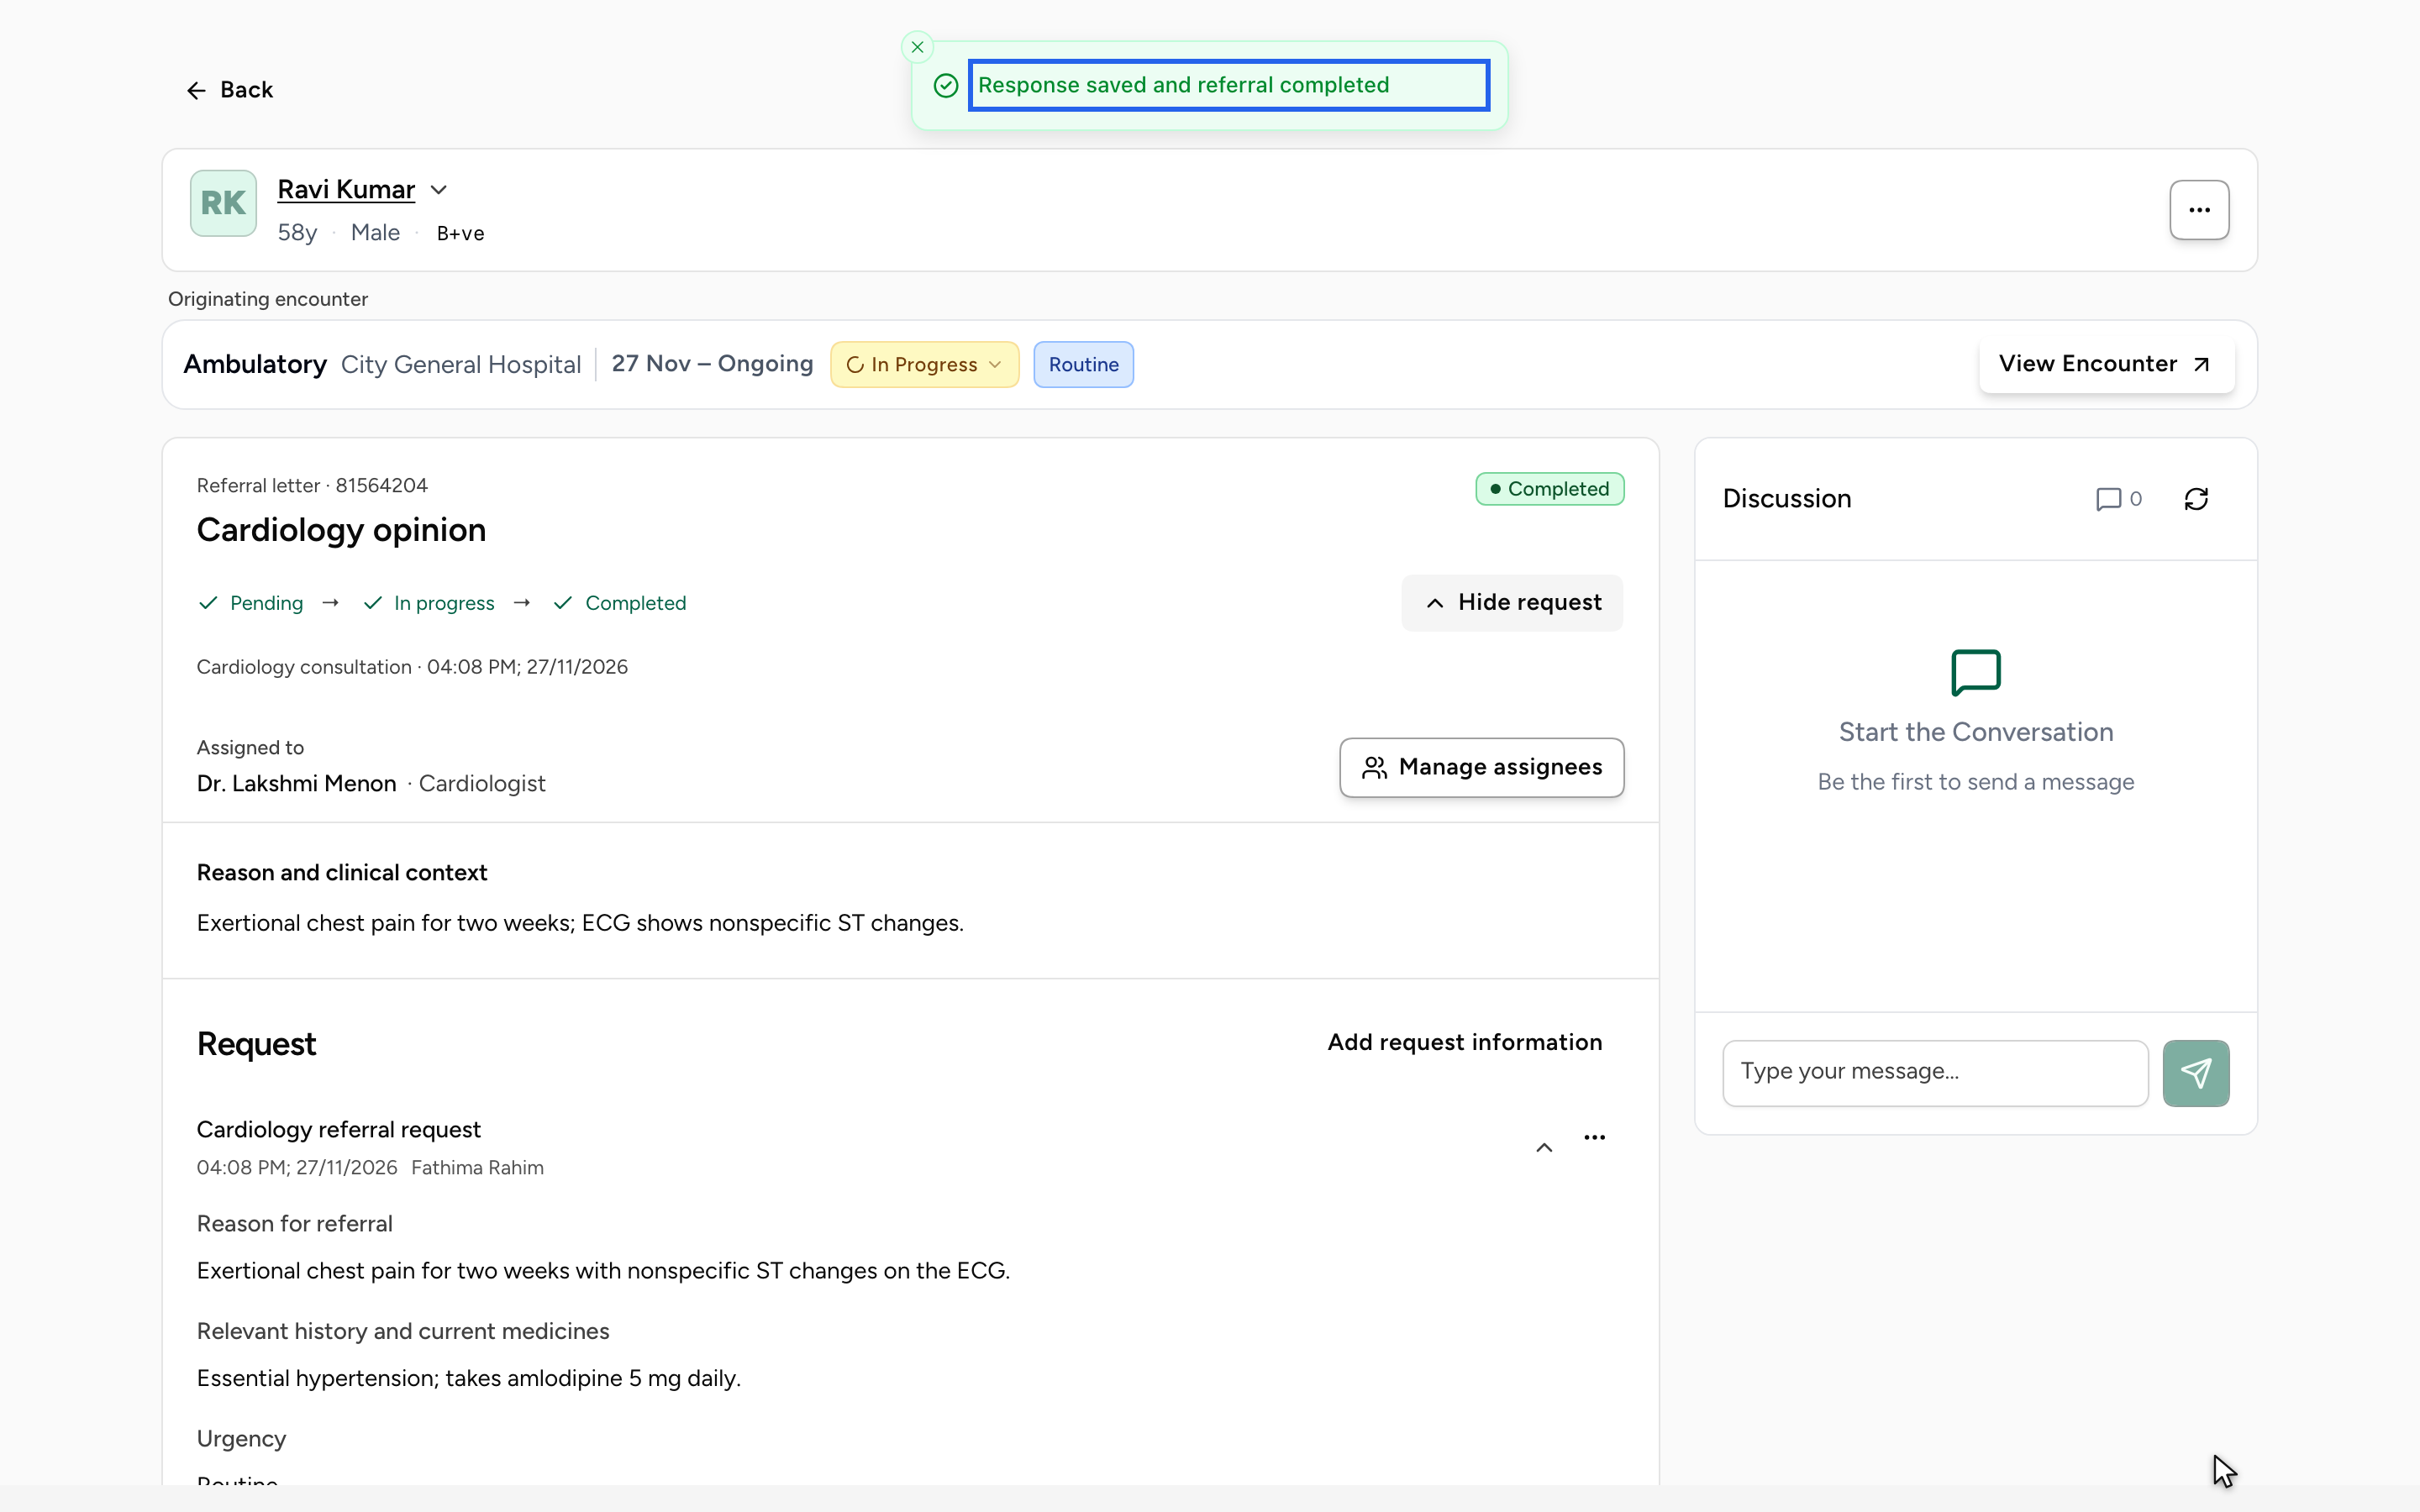 Response saved and referral completed
Back
RK
Ravi Kumar
58y · Male · B+ve
Originating encounter
Ambulatory City General Hospital 27 Nov – Ongoing In Progress Routine
View Encounter
Referral letter · 81564204
Completed
Cardiology opinion
Pending → In progress → Completed
Hide request
Cardiology consultation · 04:08 PM; 27/11/2026
Assigned to
Dr. Lakshmi Menon · Cardiologist
Manage assignees
Reason and clinical context
Exertional chest pain for two weeks; ECG shows nonspecific ST changes.
Request
Add request information
Cardiology referral request
04:08 PM; 27/11/2026 Fathima Rahim
Reason for referral
Exertional chest pain for two weeks with nonspecific ST changes on the ECG.
Relevant history and current medicines
Essential hypertension; takes amlodipine 5 mg daily.
Urgency
Routine
Discussion
0
Start the Conversation
Be the first to send a message
Type your message...